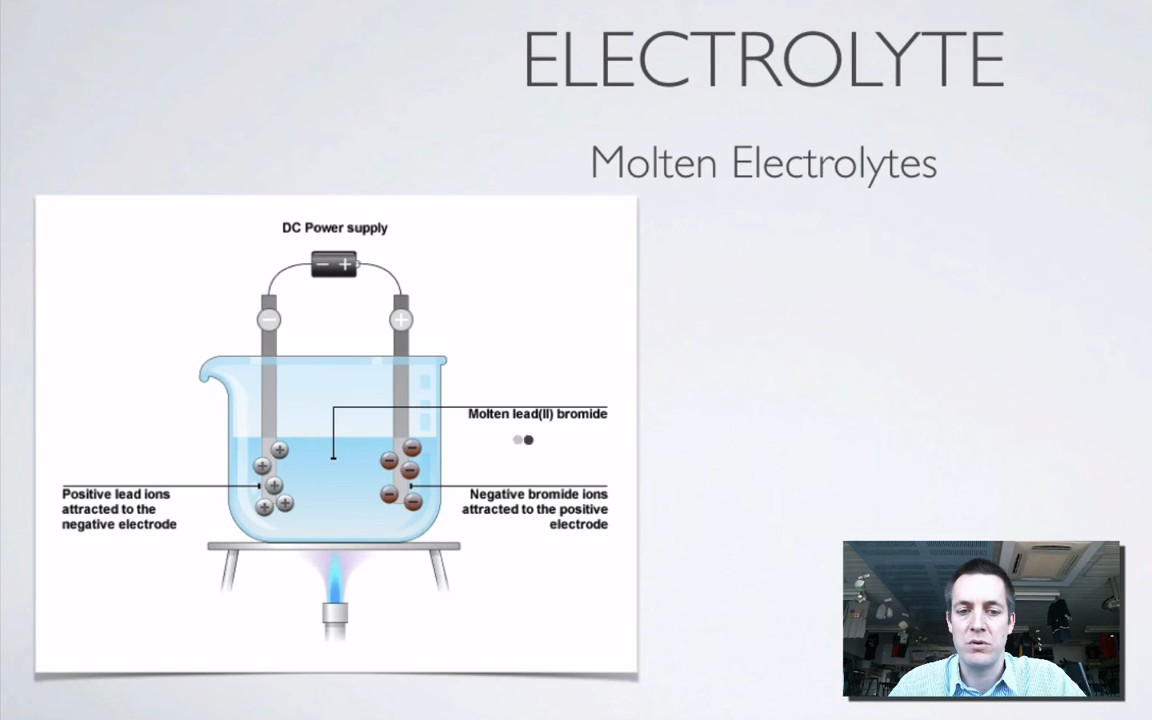 ELECTROLYTE
Molten Electrolytes
DC Power supply
− +
− +
Molten lead(II) bromide
Positive lead ions
attracted to the
negative electrode
Negative bromide ions
attracted to the positive
electrode